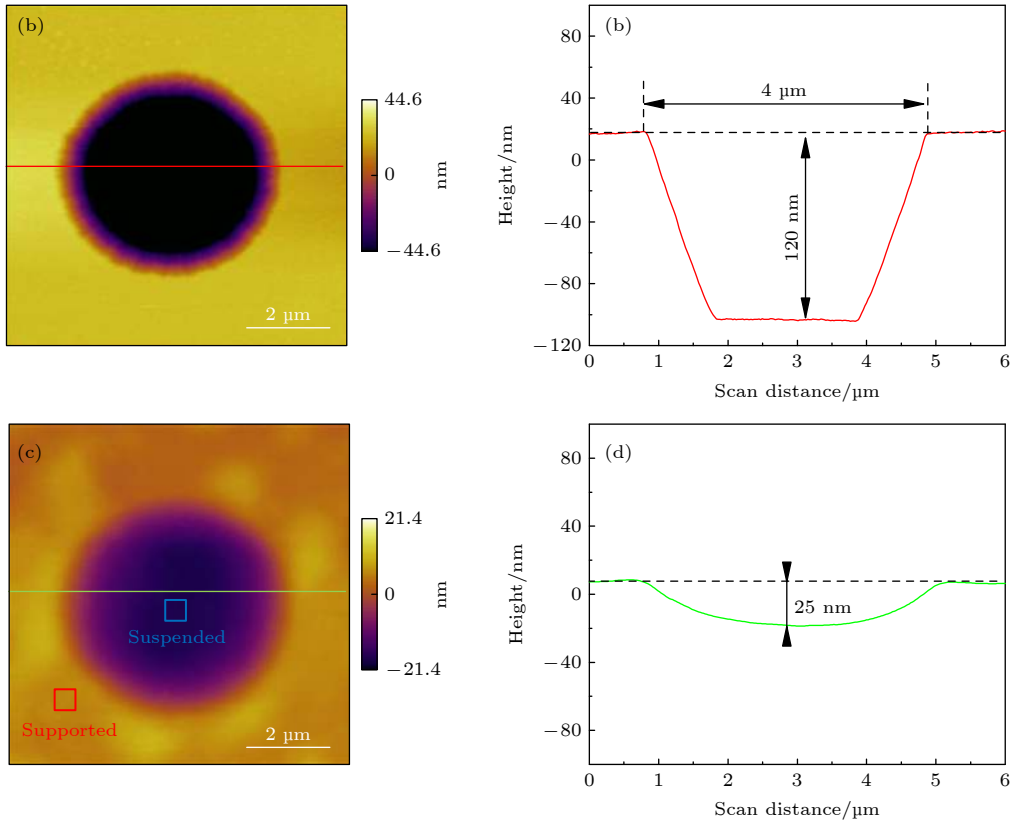 (b)
44.6
0
nm
−44.6
2 µm
(b)
80
40
0
−40
−80
−120
Height/nm
4 µm
120 nm
0
1
2
3
4
5
6
Scan distance/µm
(c)
21.4
0
nm
−21.4
Suspended
Supported
2 µm
(d)
80
40
0
−40
−80
Height/nm
25 nm
0
1
2
3
4
5
6
Scan distance/µm